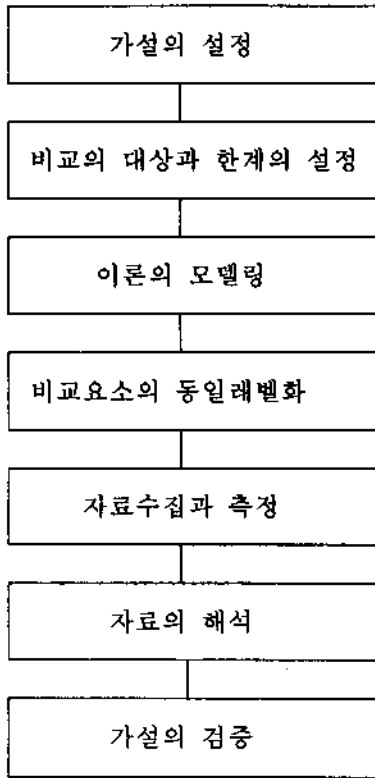 가설의 설정
비교의 대상과 한계의 설정
이론의 모델링
비교요소의 동일레벨화
자료수집과 측정
자료의 해석
가설의 검증